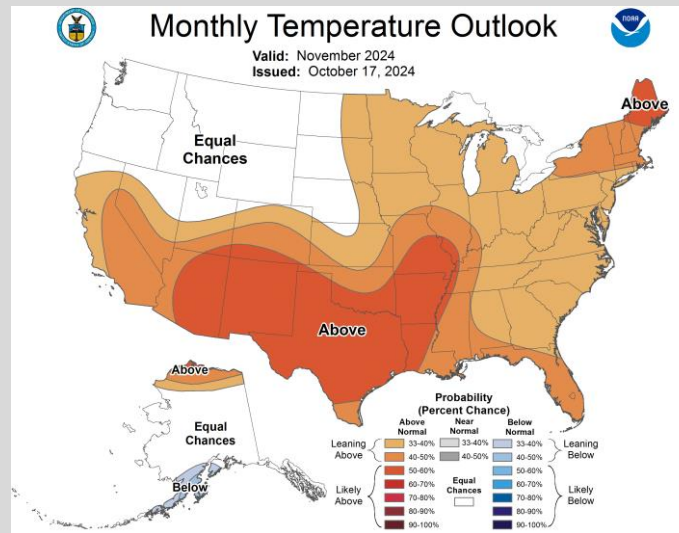 Monthly Temperature Outlook
NOAA
Valid: November 2024
Issued: October 17, 2024
Above
Equal
Chances
Above
Above
Equal
Chances
Below
Probability
(Percent Chance)
Above
Normal
Near
Normal
Below
Normal
Leaning
Above
33-40%
40-50%
33-40%
40-50%
33-40%
40-50%
Leaning
Below
Likely
Above
50-60%
60-70%
70-80%
80-90%
90-100%
Equal
Chances
50-60%
60-70%
70-80%
80-90%
90-100%
Likely
Below